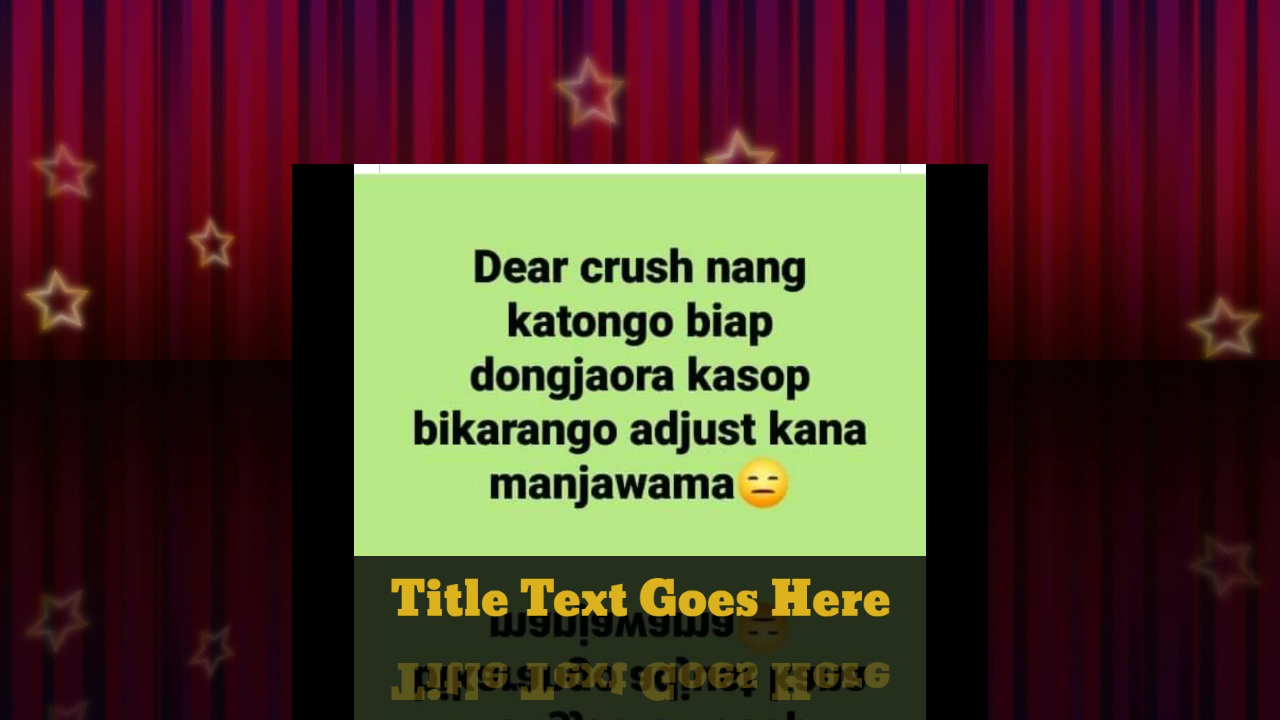 Dear crush nang
katongo biap
dongjaora kasop
bikarango adjust kana
manjawama😑
Title Text Goes Here